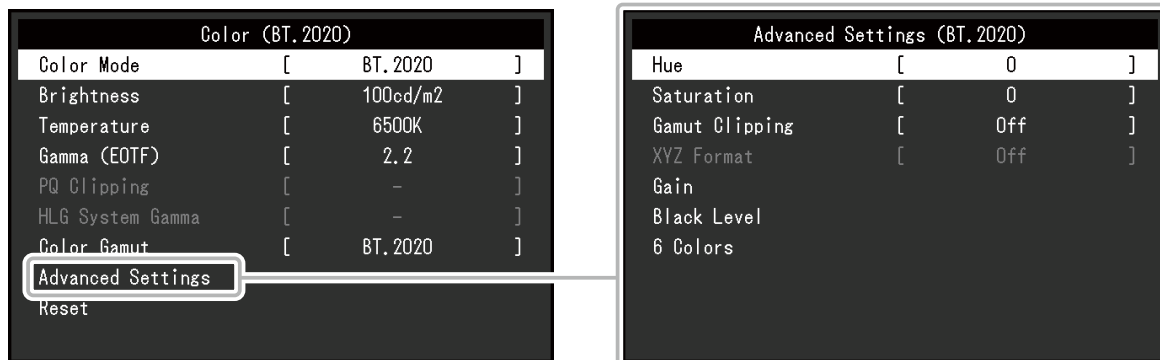 Color (BT.2020)
Color Mode [ BT.2020 ]
Brightness [ 100cd/m2 ]
Temperature [ 6500K ]
Gamma (EOTF) [ 2.2 ]
PQ Clipping [ - ]
HLG System Gamma [ - ]
Color Gamut [ BT.2020 ]
Advanced Settings
Reset
Advanced Settings (BT.2020)
Hue [ 0 ]
Saturation [ 0 ]
Gamut Clipping [ Off ]
XYZ Format [ Off ]
Gain
Black Level
6 Colors